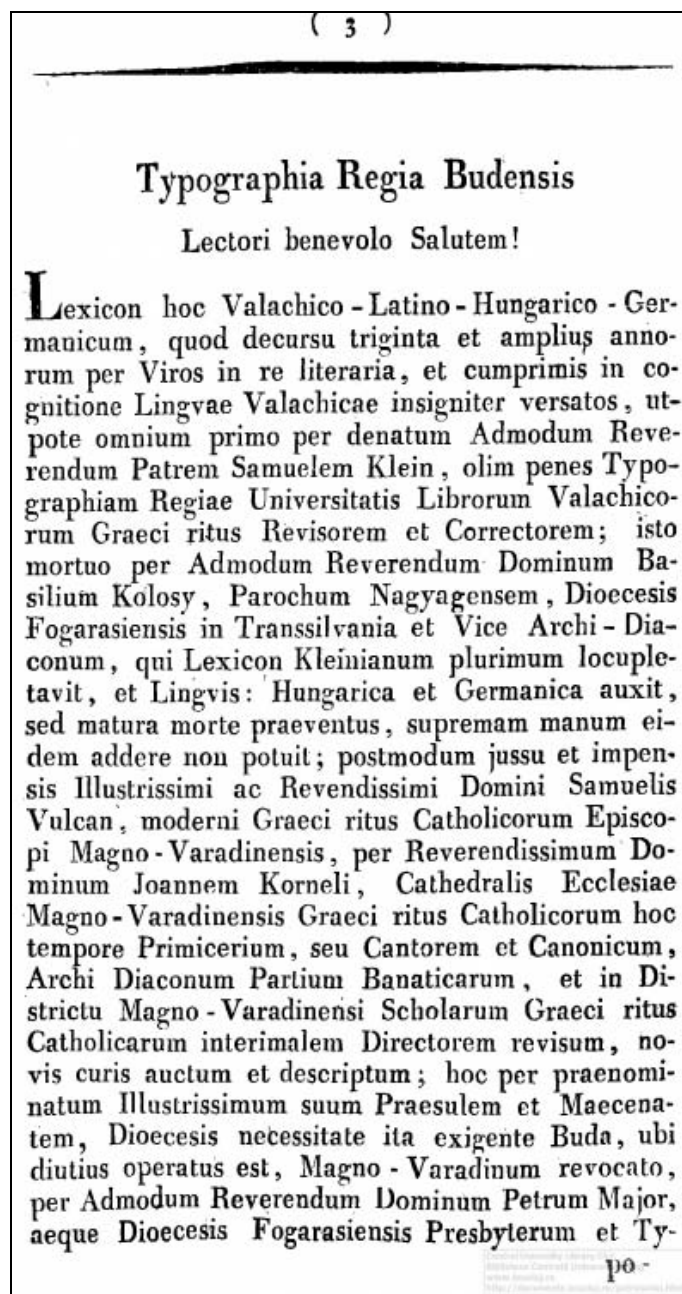 ( 3 )
Typographia Regia Budensis
Lectori benevolo Salutem!
Lexicon hoc Valachico - Latino - Hungarico - Ger-
manicum, quod decursu triginta et amplius anno-
rum per Viros in re literaria, et cumprimis in co-
gnitione Lingvae Valachicae insigniter versatos, ut-
pote omnium primo per denatum Admodum Reve-
rendum Patrem Samuelem Klein, olim penes Typo-
graphiam Regiae Universitatis Librorum Valachico-
rum Graeci ritus Revisorem et Correctorem; isto
mortuo per Admodum Reverendum Dominum Ba-
silium Kolosy, Parochum Nagyagensem, Dioecesis
Fogarasiensis in Transsilvania et Vice Archi - Dia-
conum, qui Lexicon Kleinianum plurimum locuple-
tavit, et Lingvis: Hungarica et Germanica auxit,
sed matura morte praeventus, supremam manum ei-
dem addere non potuit; postmodum jussu et impen-
sis Illustrissimi ac Revendissimi Domini Samuelis
Vulcan, moderni Graeci ritus Catholicorum Episco-
pi Magno - Varadinensis, per Reverendissimum Do-
minum Joannem Korneli, Cathedralis Ecclesiae
Magno - Varadinensis Graeci ritus Catholicorum hoc
tempore Primicerium, seu Cantorem et Canonicum,
Archi Diaconum Partium Banaticarum, et in Di-
strictu Magno - Varadinensi Scholarum Graeci ritus
Catholicarum interimalem Directorem revisum, no-
vis curis auctum et descriptum; hoc per praenomi-
natum Illustrissimum suum Praesulem et Maecena-
tem, Dioecesis necessitate ita exigente Buda, ubi
diutius operatus est, Magno - Varadinum revocato,
per Admodum Reverendum Dominum Petrum Major,
aeque Dioecesis Fogarasiensis Presbyterum et Ty-
po-